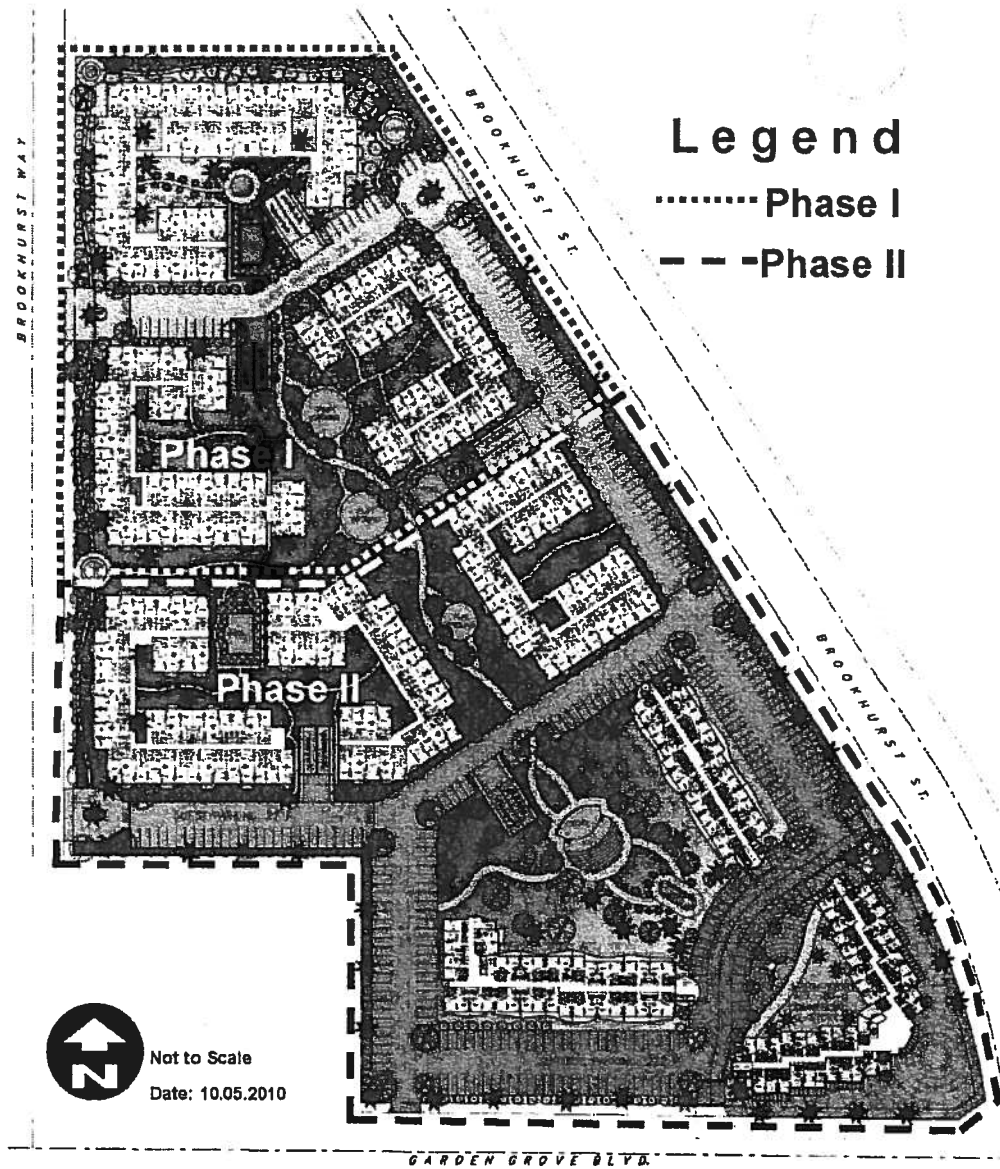 BROOKHURST WAY
BROOKHURST ST.
Legend
Phase I
Phase II
Phase I
Phase II
BROOKHURST ST.
N
Not to Scale
Date: 10.05.2010
GARDEN GROVE BLVD.